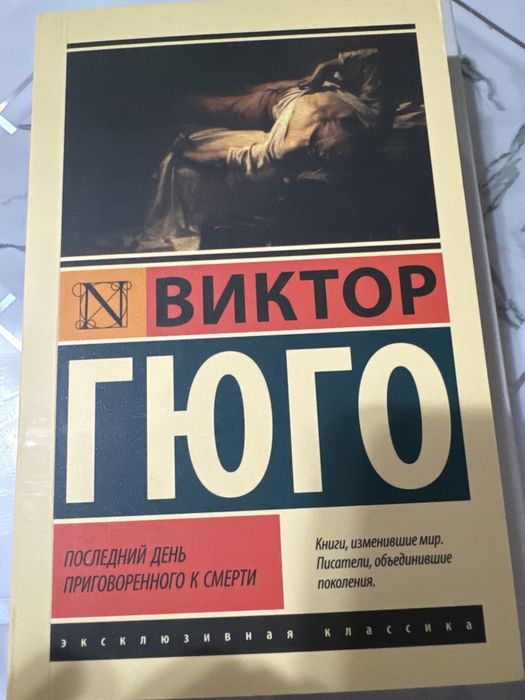 N
ВИКТОР
ГЮГО
ПОСЛЕДНИЙ ДЕНЬ
ПРИГОВОРЕННОГО К СМЕРТИ
Книги, изменившие мир.
Писатели, объединившие
поколения.
эксклюзивная классика